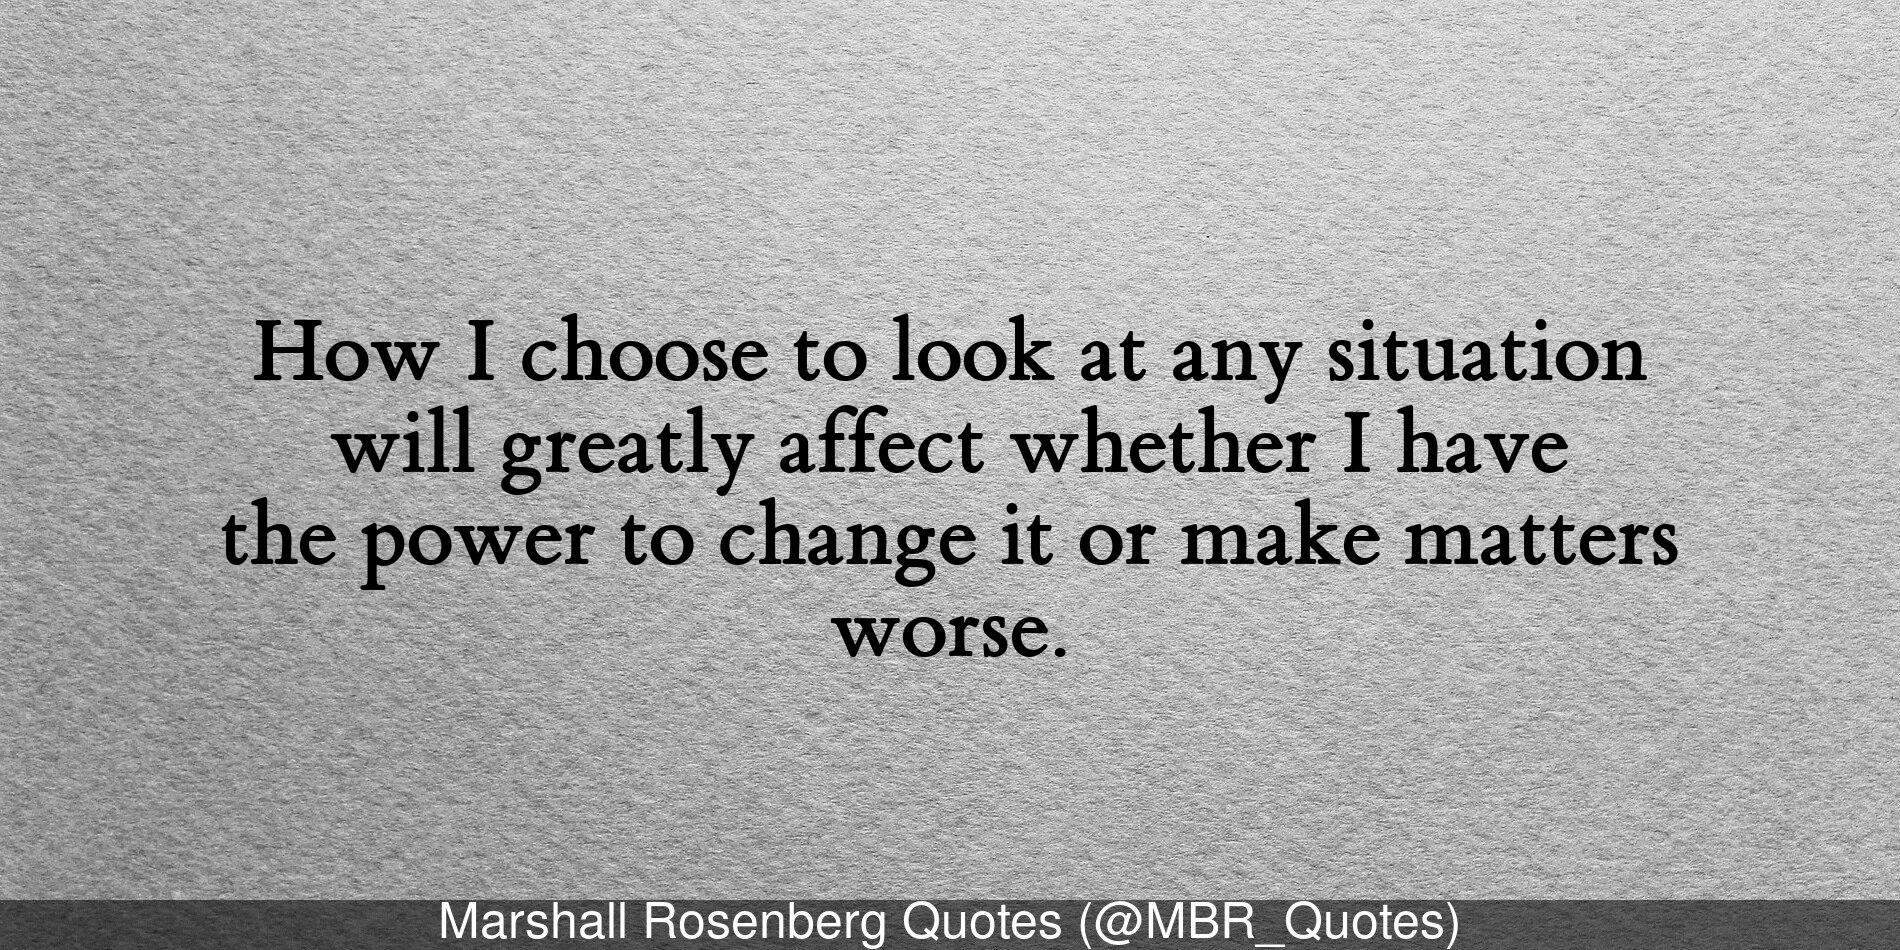 How I choose to look at any situation
will greatly affect whether I have
the power to change it or make matters
worse.
Marshall Rosenberg Quotes (@MBR_Quotes)